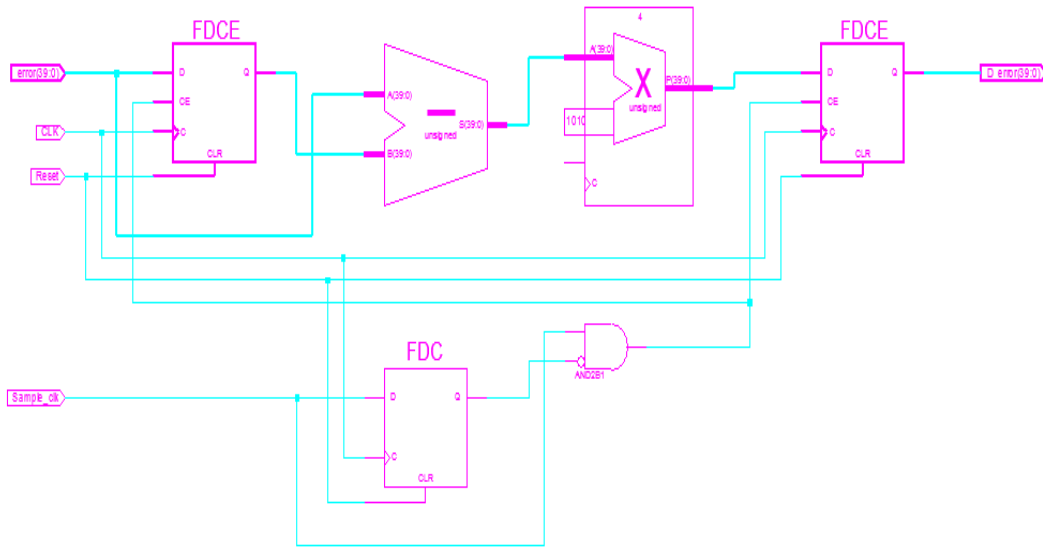 FDCE
FDCE
4
error(39:0)
D
Q
A(39:0)
A(39:0)
P(39:0)
D
Q
D_error(39:0)
CE
X
CE
unsigned
S(39:0)
unsigned
CLK
C
1010
C
B(39:0)
CLR
CLR
Reset
C
FDC
AND2B1
Sample_clk
D
Q
C
CLR